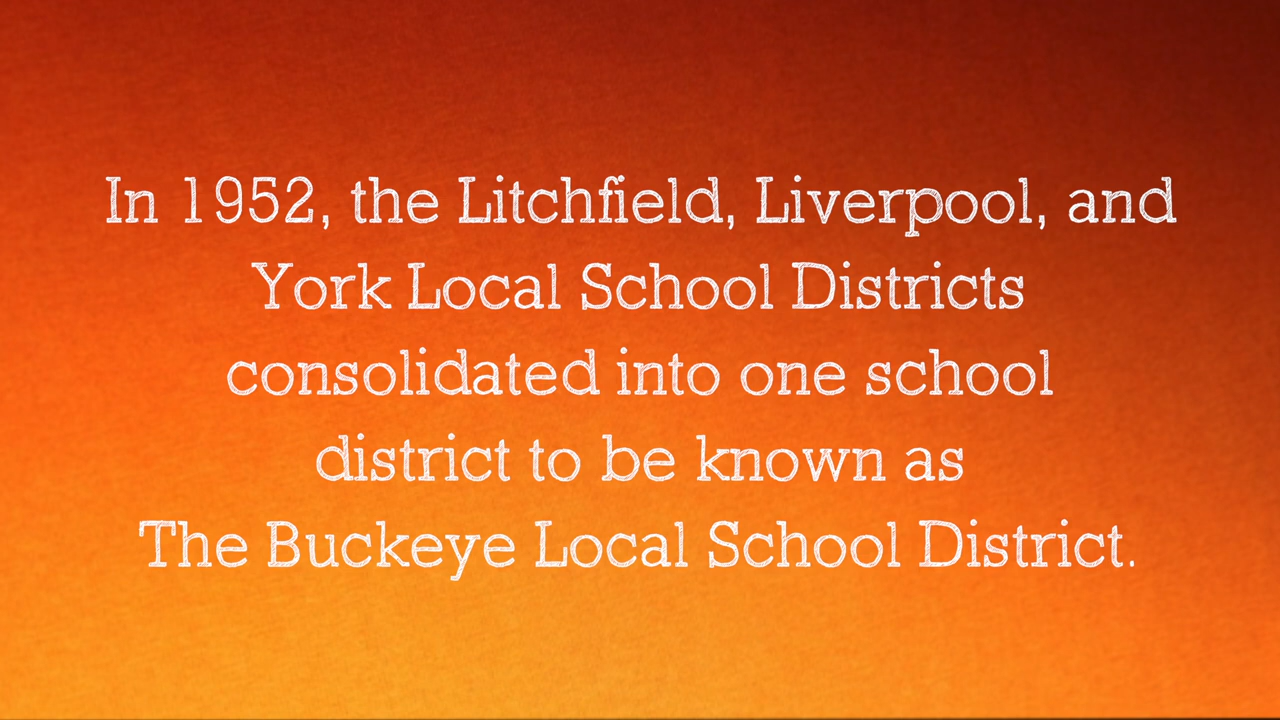 In 1952, the Litchfield, Liverpool, and
York Local School Districts
consolidated into one school
district to be known as
The Buckeye Local School District.